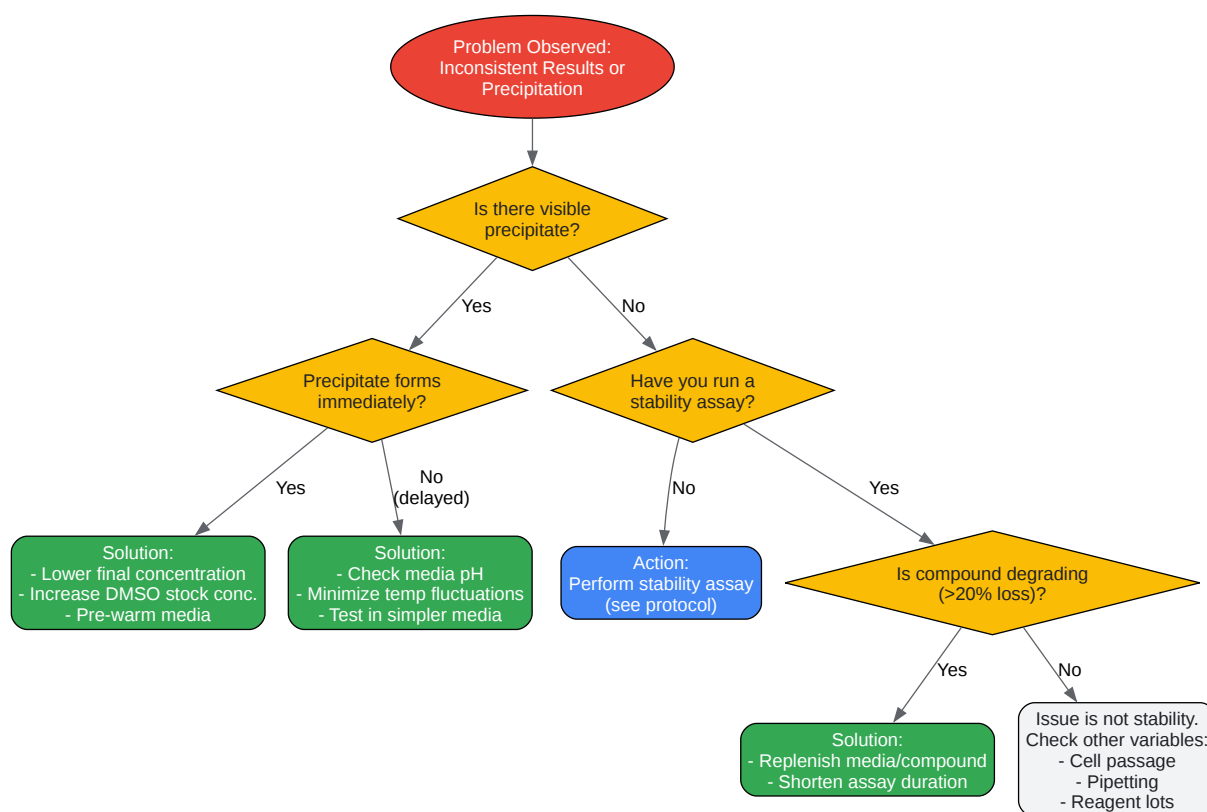 Problem Observed:
Inconsistent Results or
Precipitation
Is there visible
precipitate?
Yes
No
Precipitate forms
immediately?
Have you run a
stability assay?
Yes
No
(delayed)
No
Yes
Solution:
- Lower final concentration
- Increase DMSO stock conc.
- Pre-warm media
Solution:
- Check media pH
- Minimize temp fluctuations
- Test in simpler media
Action:
Perform stability assay
(see protocol)
Is compound degrading
(>20% loss)?
Yes
No
Solution:
- Replenish media/compound
- Shorten assay duration
Issue is not stability.
Check other variables:
- Cell passage
- Pipetting
- Reagent lots